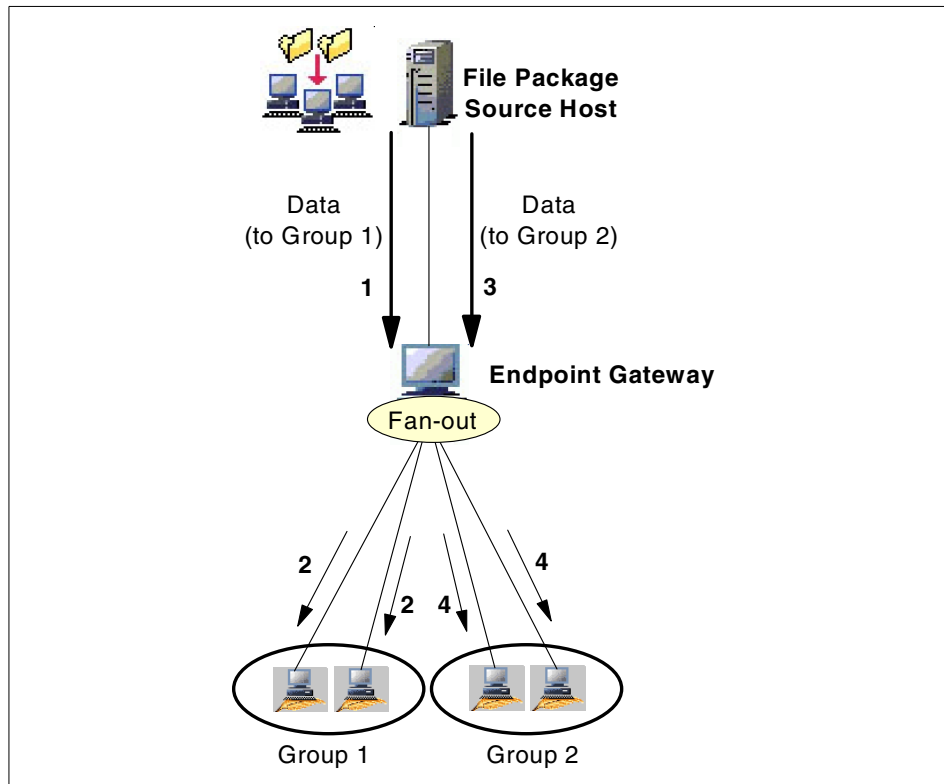 File Package
Source Host
Data
(to Group 1)
Data
(to Group 2)
1
3
Endpoint Gateway
Fan-out
2
2
4
4
Group 1
Group 2